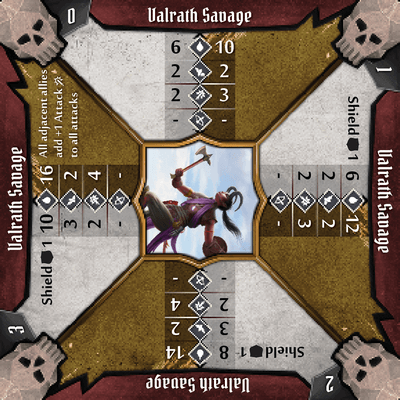 0
Valrath Savage
6 10
2 2
2 3
- -
1
Valrath Savage
Shield 1 6 12
2 2
2 3
- -
2
Valrath Savage
Shield 1 8 14
3 2
2 4
- -
3
Valrath Savage
Shield 1 10 16 All adjacent allies
3 2 add +1 Attack
2 4 to all attacks
- -